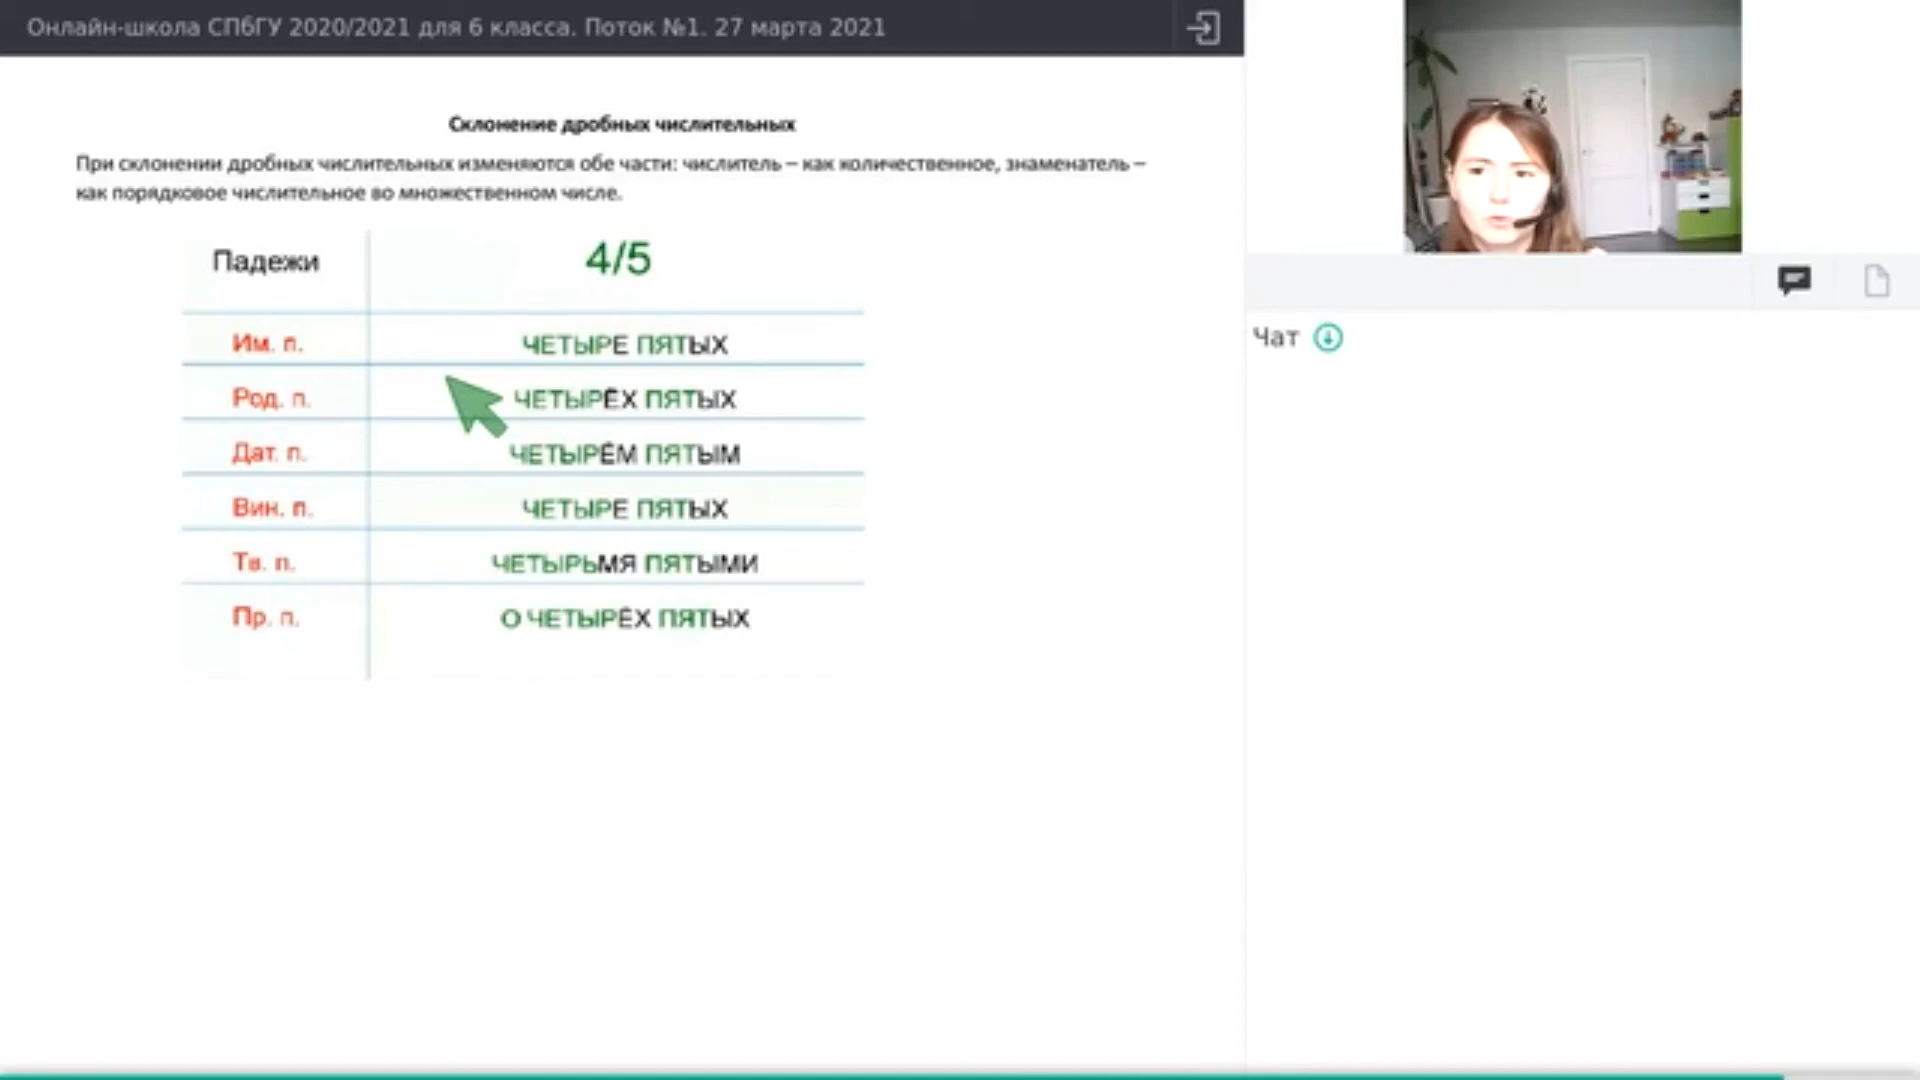 Онлайн-школа СПбГУ 2020/2021 для 6 класса. Поток №1. 27 марта 2021
Склонение дробных числительных
При склонении дробных числительных изменяются обе части: числитель – как количественное, знаменатель –
как порядковое числительное во множественном числе.
Падежи 4/5
Им. п. ЧЕТЫРЕ ПЯТЫХ
Род. п. ЧЕТЫРЁХ ПЯТЫХ
Дат. п. ЧЕТЫРЁМ ПЯТЫМ
Вин. п. ЧЕТЫРЕ ПЯТЫХ
Тв. п. ЧЕТЫРЬМЯ ПЯТЫМИ
Пр. п. О ЧЕТЫРЁХ ПЯТЫХ
Чат